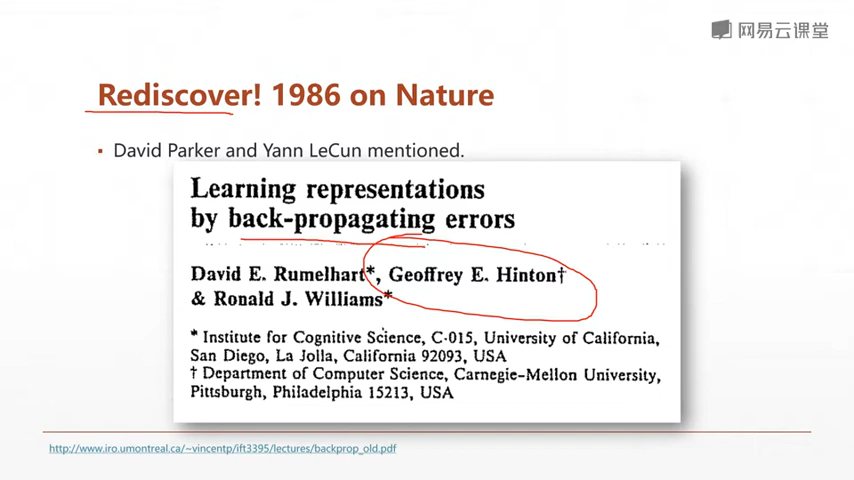 网易云课堂
Rediscover! 1986 on Nature
▪ David Parker and Yann LeCun mentioned.
Learning representations
by back-propagating errors
David E. Rumelhart*, Geoffrey E. Hinton†
& Ronald J. Williams*
* Institute for Cognitive Science, C-015, University of California,
San Diego, La Jolla, California 92093, USA
† Department of Computer Science, Carnegie-Mellon University,
Pittsburgh, Philadelphia 15213, USA
http://www.iro.umontreal.ca/~vincentp/ift3395/lectures/backprop_old.pdf